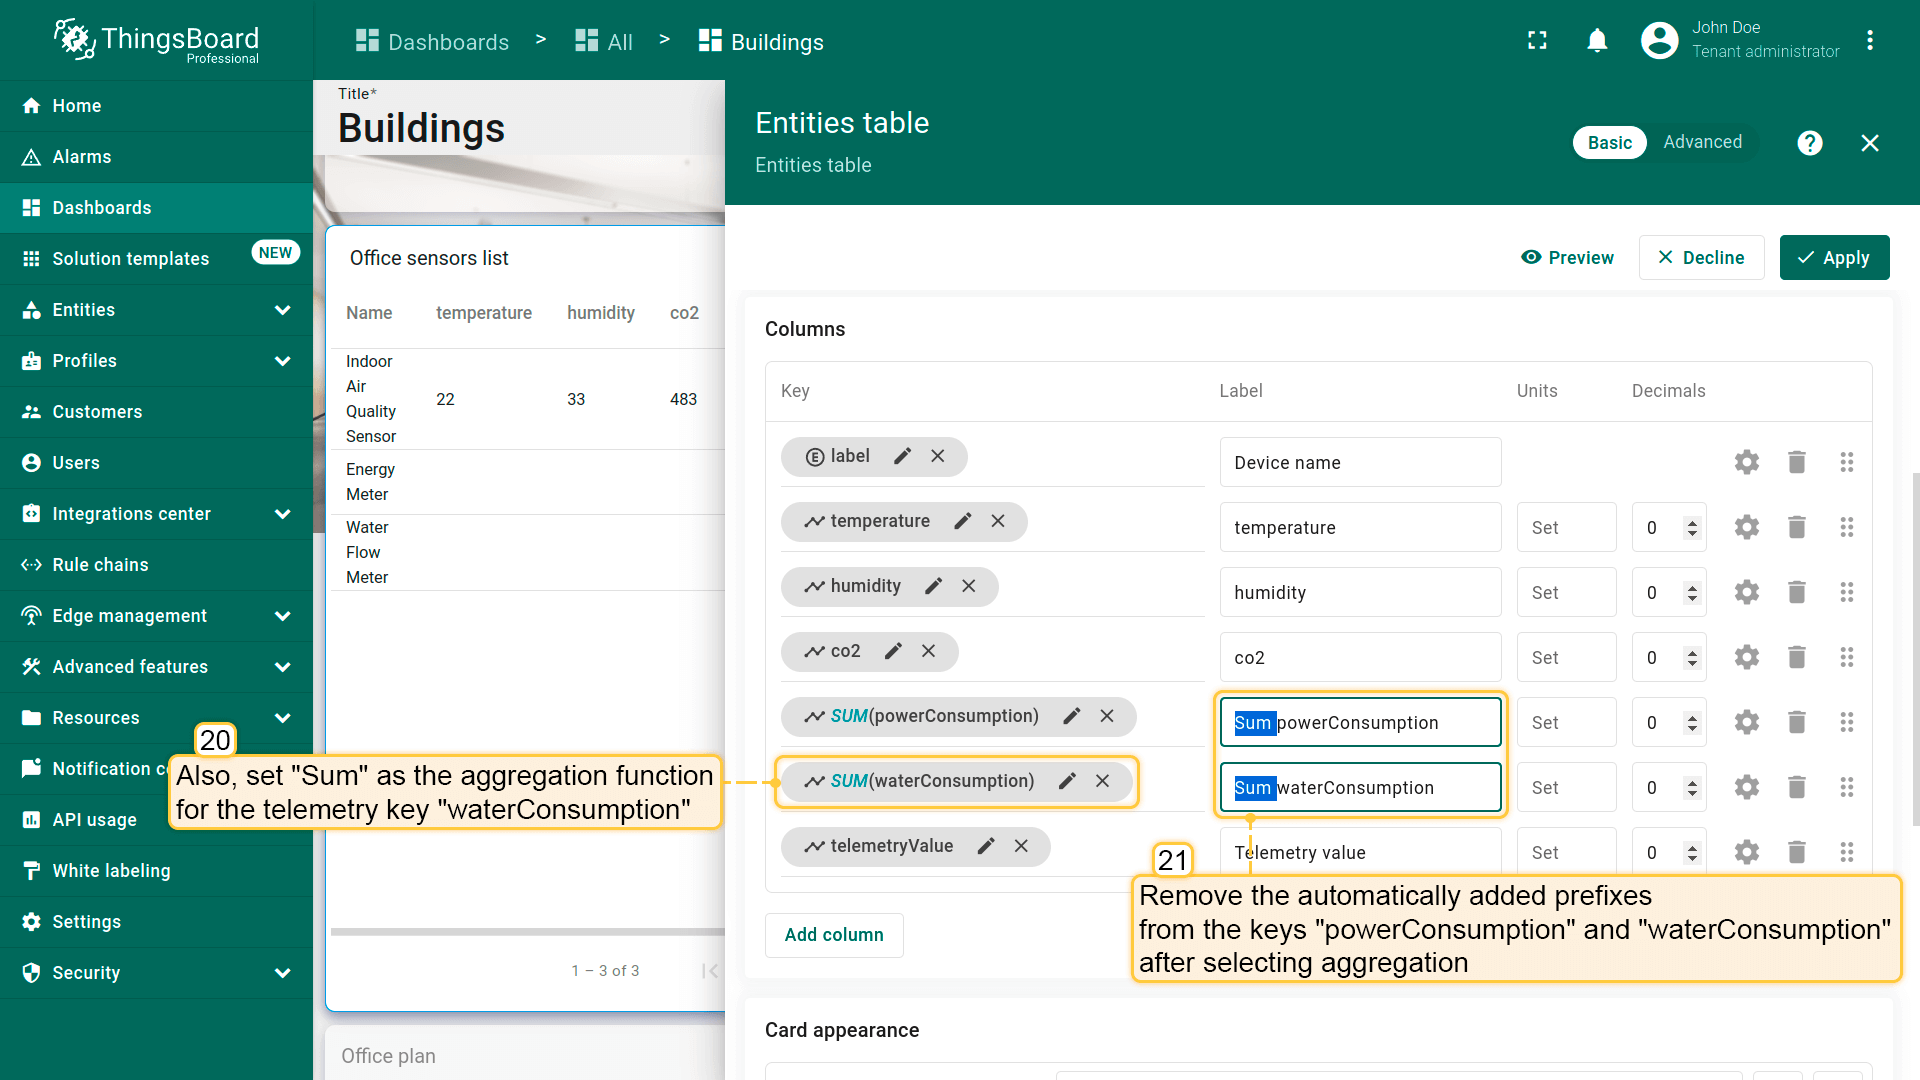 ThingsBoard
Professional
Dashboards > All > Buildings
John Doe
Tenant administrator
Home
Alarms
Dashboards
Solution templates NEW
Entities
Profiles
Customers
Users
Integrations center
Rule chains
Edge management
Advanced features
Resources
Notification c
API usage
White labeling
Settings
Security
Title*
Buildings
Office sensors list
Name temperature humidity co2
Indoor
Air
Quality
Sensor
22 33 483
Energy
Meter
Water
Flow
Meter
1 – 3 of 3
Office plan
Entities table
Entities table
Basic Advanced
Preview Decline Apply
Columns
Key Label Units Decimals
label Device name
temperature temperature Set 0
humidity humidity Set 0
co2 co2 Set 0
SUM(powerConsumption) Sum powerConsumption Set 0
SUM(waterConsumption) Sum waterConsumption Set 0
telemetryValue Telemetry value Set 0
Add column
Card appearance
20
Also, set "Sum" as the aggregation function
for the telemetry key "waterConsumption"
21
Remove the automatically added prefixes
from the keys "powerConsumption" and "waterConsumption"
after selecting aggregation